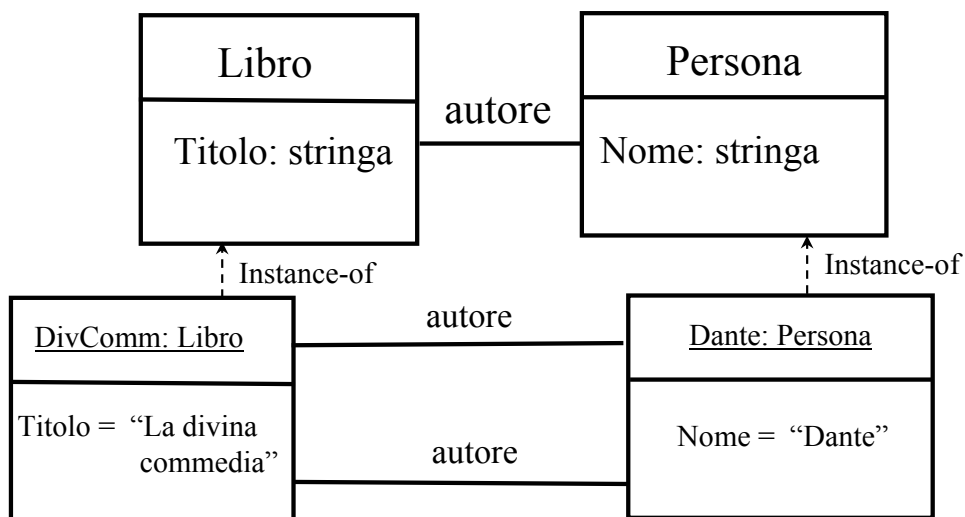 Libro
Persona
autore
Titolo: stringa
Nome: stringa
Instance-of
Instance-of
DivComm: Libro
autore
Dante: Persona
Titolo = “La divina
commedia”
Nome = “Dante”
autore